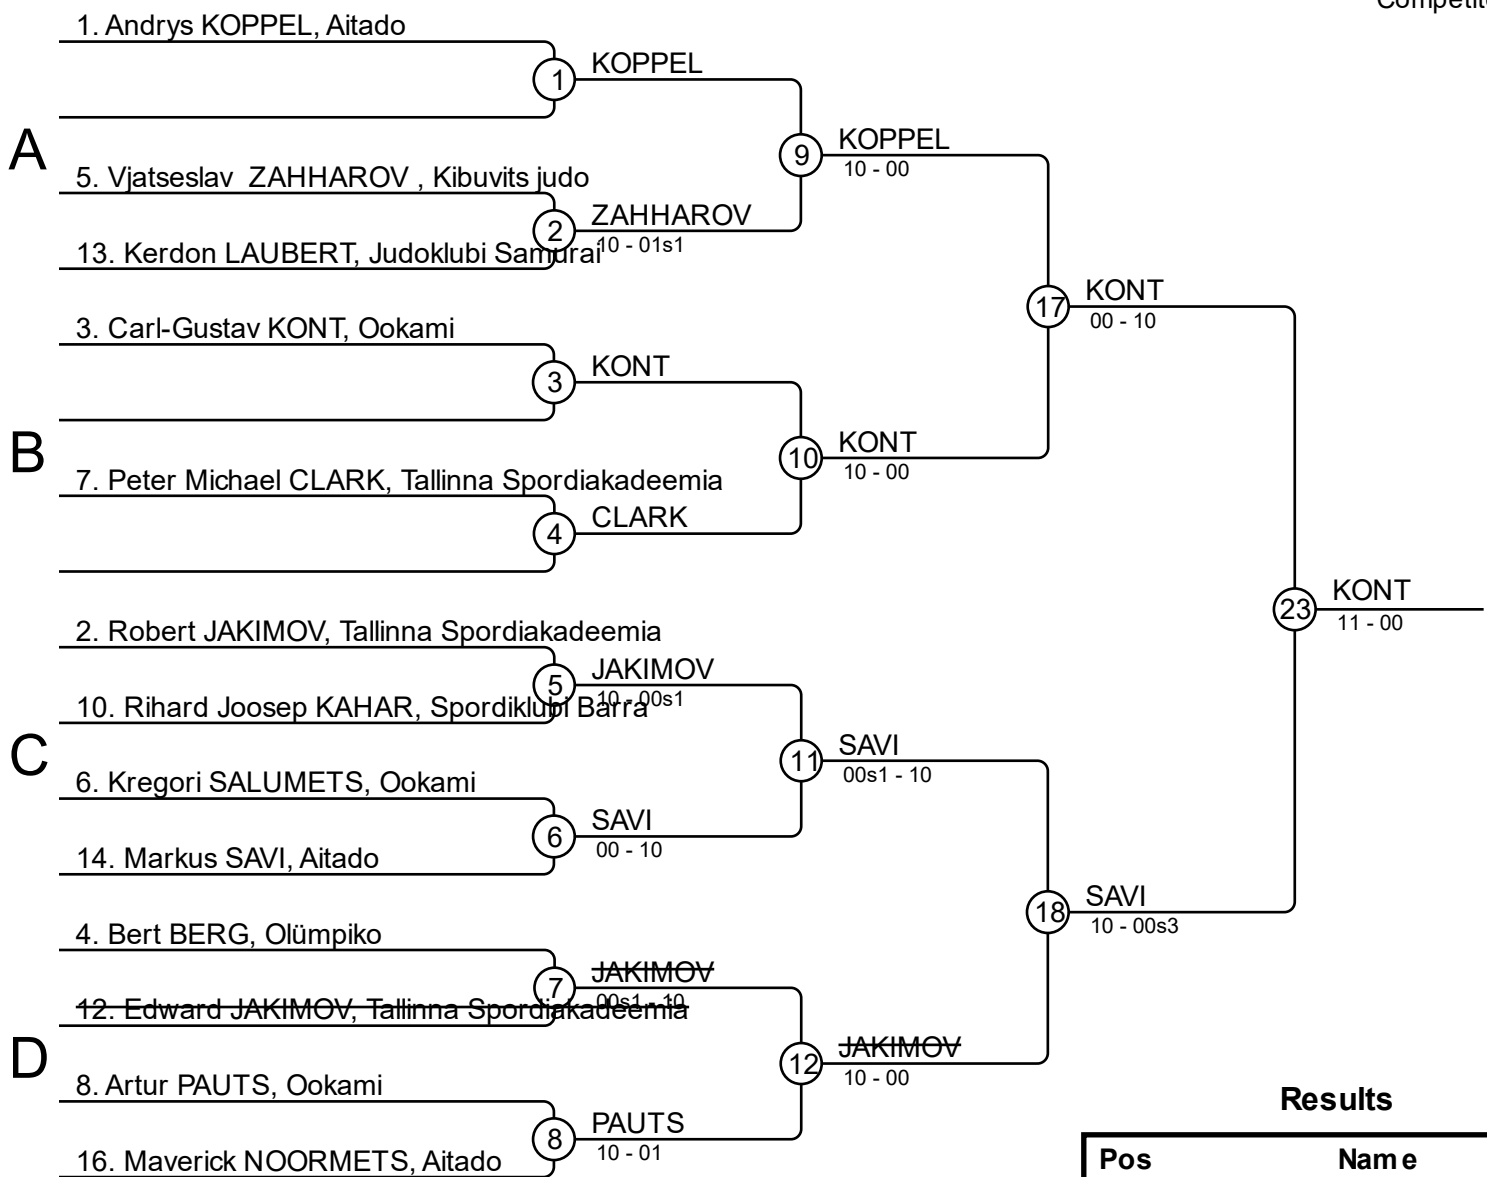 Competit
1. Andrys KOPPEL, Aitado
1
KOPPEL
A
9
KOPPEL
10 - 00
5. Vjatseslav  ZAHHAROV , Kibuvits judo
2
ZAHHAROV
10 - 01s1
13. Kerdon LAUBERT, Judoklubi Samurai
17
KONT
00 - 10
3. Carl-Gustav KONT, Ookami
3
KONT
B
10
KONT
10 - 00
7. Peter Michael CLARK, Tallinna Spordiakadeemia
4
CLARK
23
KONT
11 - 00
2. Robert JAKIMOV, Tallinna Spordiakadeemia
5
JAKIMOV
10 - 00s1
10. Rihard Joosep KAHAR, Spordiklubi Barra
C
11
SAVI
00s1 - 10
6. Kregori SALUMETS, Ookami
6
SAVI
00 - 10
14. Markus SAVI, Aitado
18
SAVI
10 - 00s3
4. Bert BERG, Olümpiko
7
JAKIMOV
00s1 - 10
12. Edward JAKIMOV, Tallinna Spordiakadeemia
D
12
JAKIMOV
10 - 00
8. Artur PAUTS, Ookami
8
PAUTS
10 - 01
16. Maverick NOORMETS, Aitado
Results
Pos Name